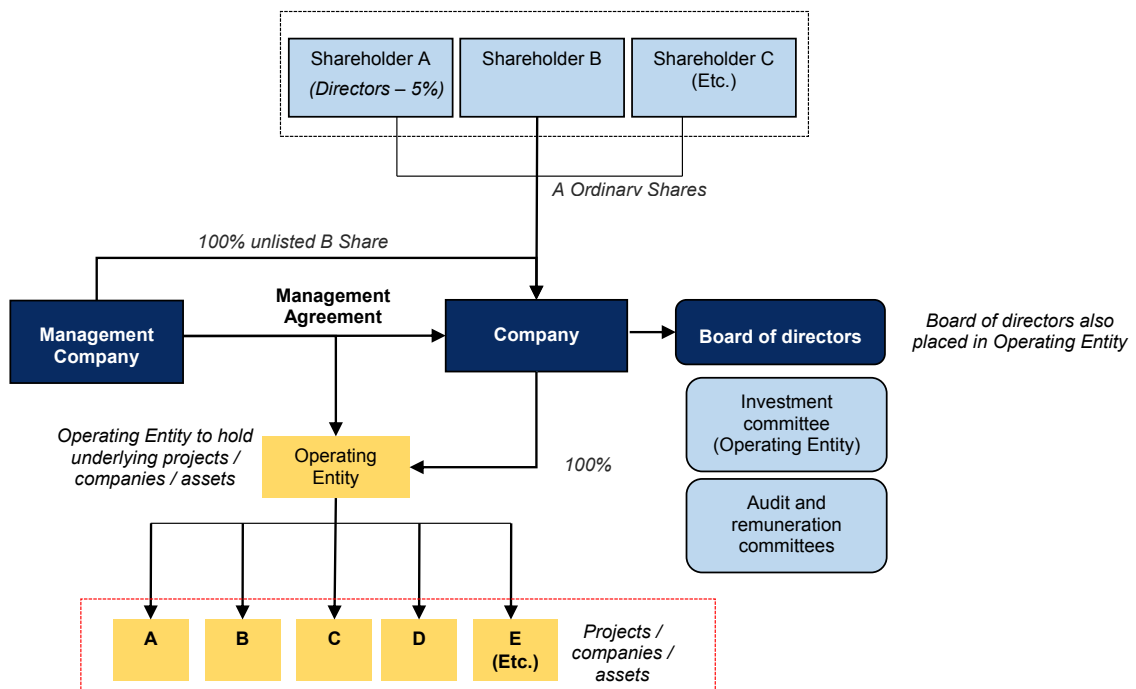 Shareholder A
(Directors – 5%)
Shareholder B
Shareholder C
(Etc.)
A Ordinarv Shares
100% unlisted B Share
Management
Agreement
Management
Company
Company
Board of directors
Board of directors also
placed in Operating Entity
Investment
committee
(Operating Entity)
Operating Entity to hold
underlying projects /
companies / assets
Operating
Entity
100%
Audit and
remuneration
committees
A
B
C
D
E
(Etc.)
Projects /
companies /
assets